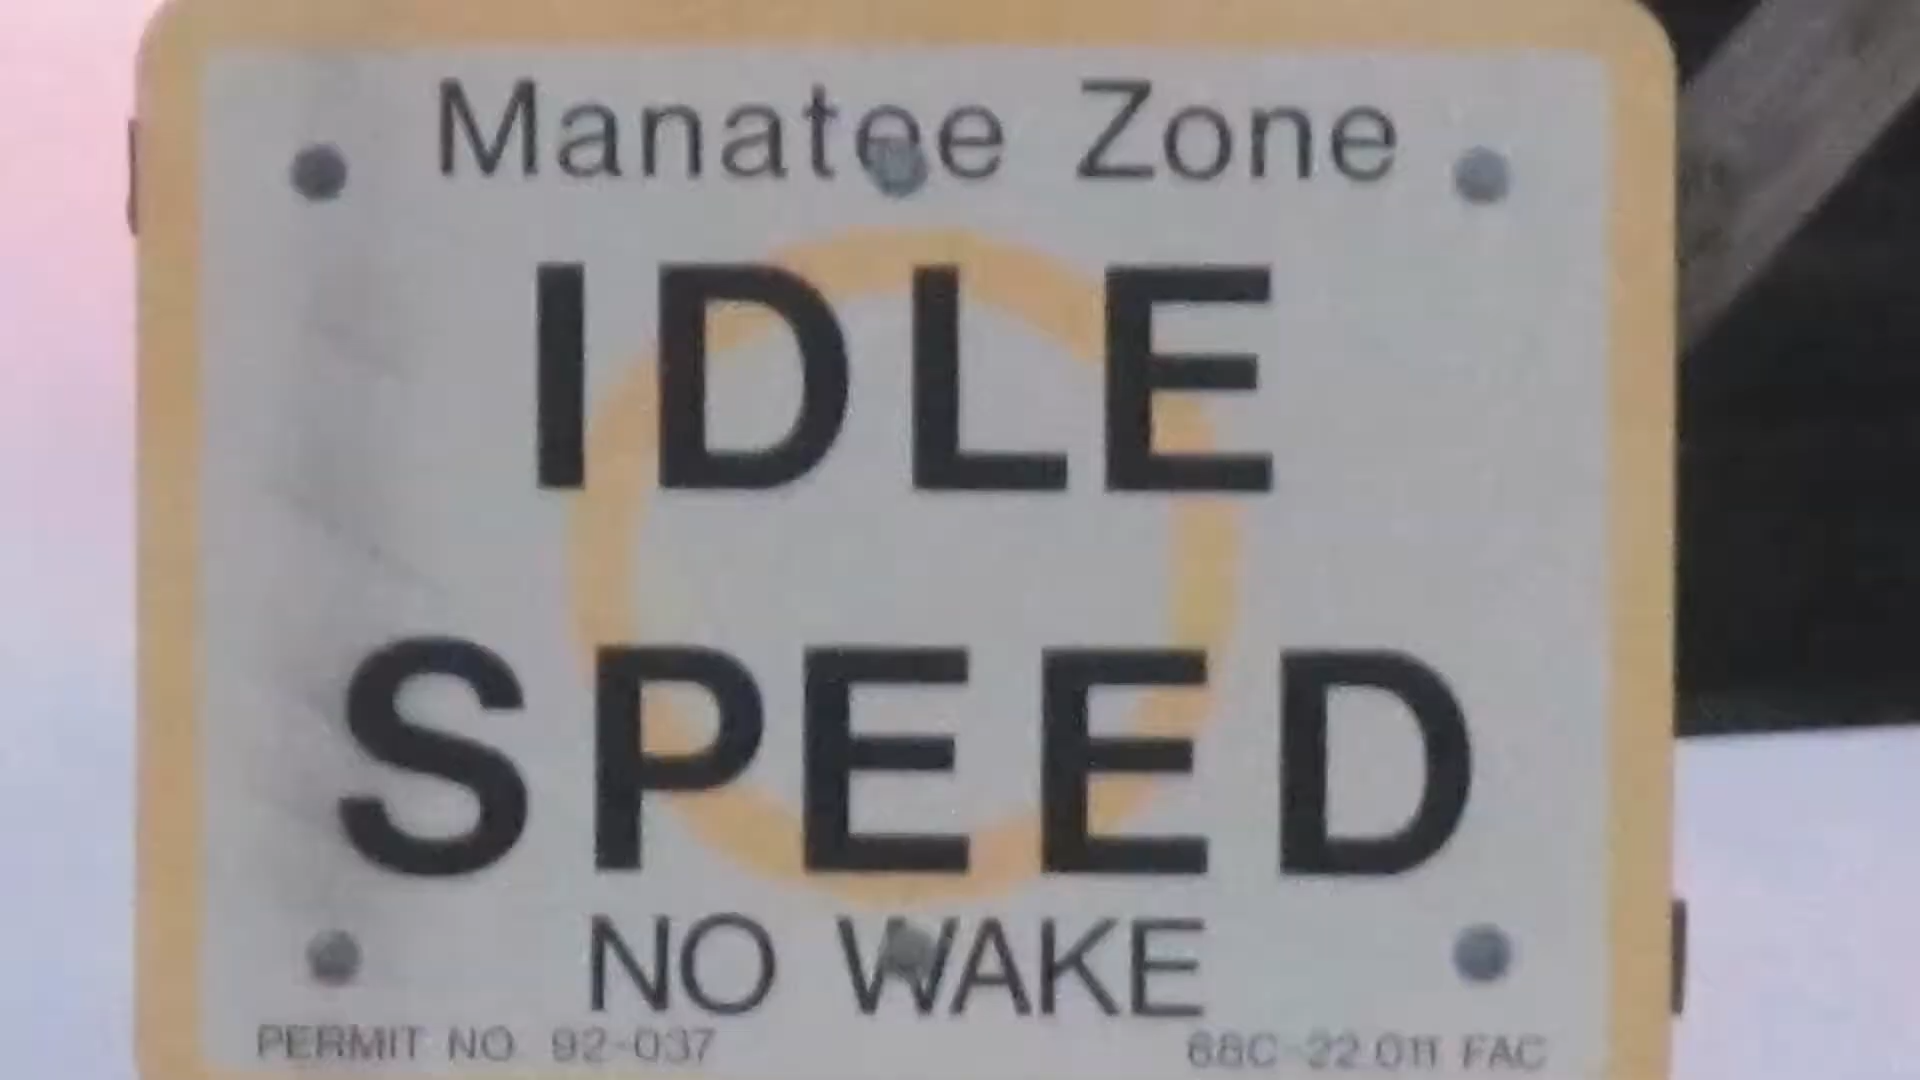 Manatee Zone
IDLE
SPEED
NO WAKE
PERMIT NO 92-037
68C-22.011 FAC